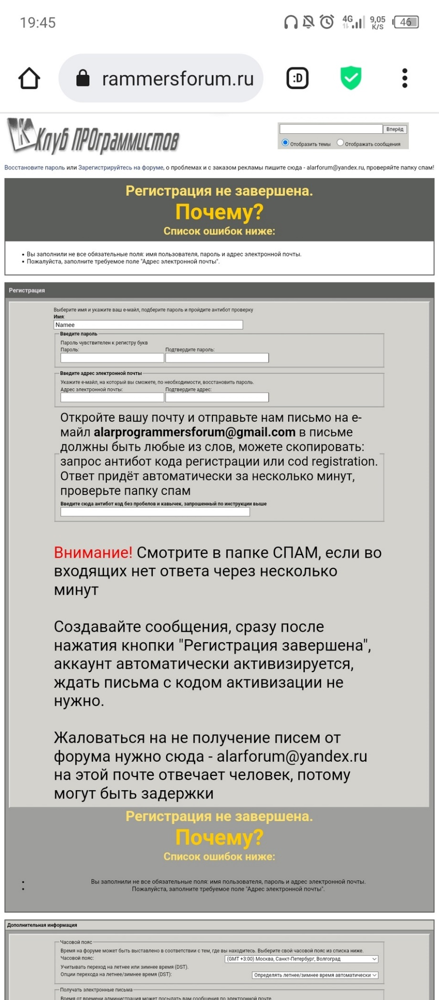 19:45
4G
9,05
K/S
46
rammersforum.ru
:D
Клуб ПРОграммистов
Вперёд
Отобразить темы Отображать сообщения
Восстановите пароль или Зарегистрируйтесь на форуме, о проблемах и с заказом рекламы пишите сюда - alarforum@yandex.ru, проверяйте папку спам!
Регистрация не завершена.
Почему?
Список ошибок ниже:
• Вы заполнили не все обязательные поля: имя пользователя, пароль и адрес электронной почты.
• Пожалуйста, заполните требуемое поле "Адрес электронной почты".
Регистрация
Выберите имя и укажите ваш е-майл, подберите пароль и пройдите антибот проверку
Имя:
Namee
Введите пароль
Пароль чувствителен к регистру букв
Пароль: Подтвердите пароль:
Введите адрес электронной почты
Укажите е-майл, на который вы сможете, по необходимости, восстановить пароль.
Адрес электронной почты: Подтвердите адрес:
Откройте вашу почту и отправьте нам письмо на е-
майл alarprogrammersforum@gmail.com в письме
должны быть любые из слов, можете скопировать:
запрос антибот кода регистрации или cod registration.
Ответ придёт автоматически за несколько минут,
проверьте папку спам
Введите сюда антибот код без пробелов и кавычек, запрошенный по инструкции выше
Внимание! Смотрите в папке СПАМ, если во
входящих нет ответа через несколько
минут
Создавайте сообщения, сразу после
нажатия кнопки "Регистрация завершена",
аккаунт автоматически активизируется,
ждать письма с кодом активизации не
нужно.
Жаловаться на не получение писем от
форума нужно сюда - alarforum@yandex.ru
на этой почте отвечает человек, потому
могут быть задержки
Регистрация не завершена.
Почему?
Список ошибок ниже:
• Вы заполнили не все обязательные поля: имя пользователя, пароль и адрес электронной почты.
• Пожалуйста, заполните требуемое поле "Адрес электронной почты".
Дополнительная информация
Часовой пояс
Время на форуме может быть выставлено в соответствии с тем, где вы находитесь. Выберите свой часовой пояс из списка ниже.
Часовой пояс: (GMT +3:00) Москва, Санкт-Петербург, Волгоград
Учитывать переход на летнее или зимнее время (DST).
Опции перехода на летнее/зимнее время (DST): Определять летнее/зимнее время автоматически
Получать электронные письма
Время от времени администрация может посылать вам сообщения по электронной почте.